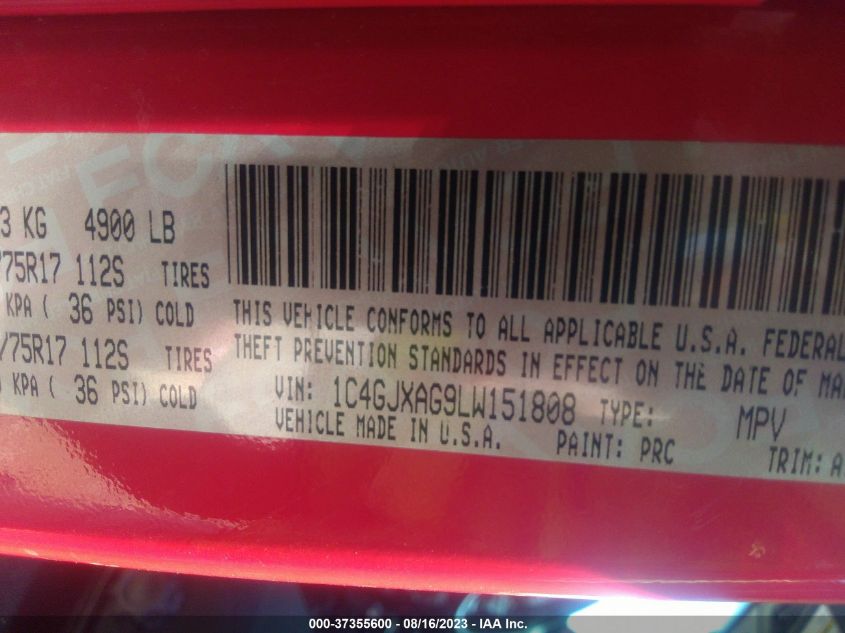 3 KG 4900 LB
/75R17 112S TIRES
KPA ( 36 PSI) COLD
/75R17 112S TIRES
KPA ( 36 PSI) COLD
THIS VEHICLE CONFORMS TO ALL APPLICABLE U.S.A. FEDERAL
THEFT PREVENTION STANDARDS IN EFFECT ON THE DATE OF MA
VIN: 1C4GJXAG9LW151808 TYPE: MPV
VEHICLE MADE IN U.S.A. PAINT: PRC TRIM: A
000-37355600 - 08/16/2023 - IAA Inc.